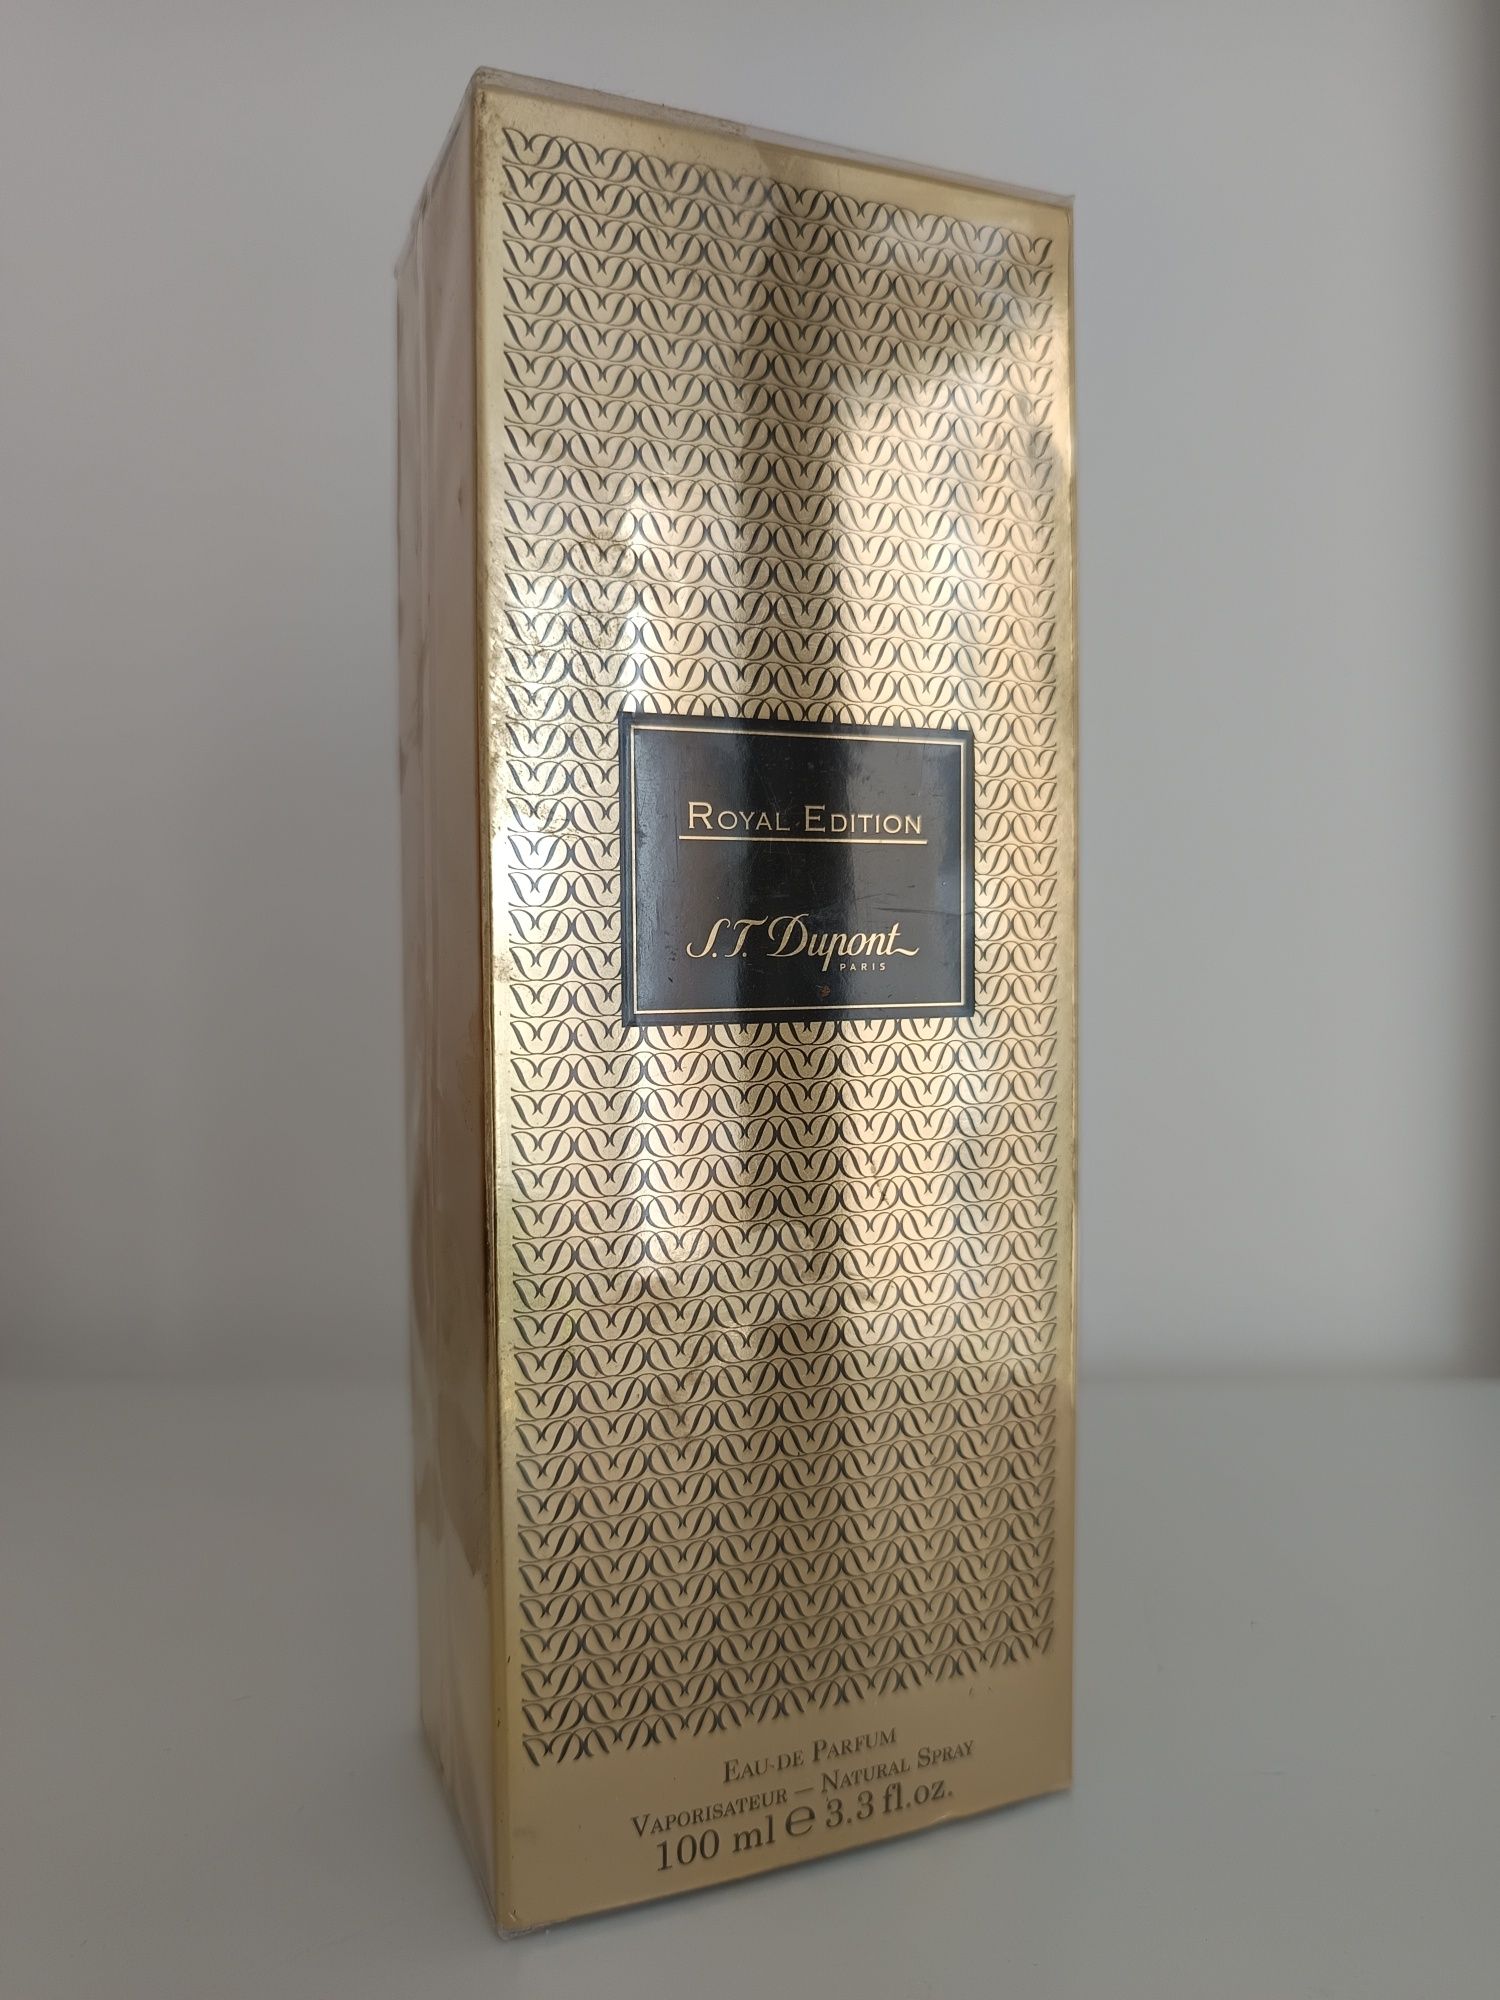 ROYAL EDITION
S.T. Dupont
PARIS
EAU DE PARFUM
VAPORISATEUR – NATURAL SPRAY
100 ml ℮ 3.3 fl.oz.